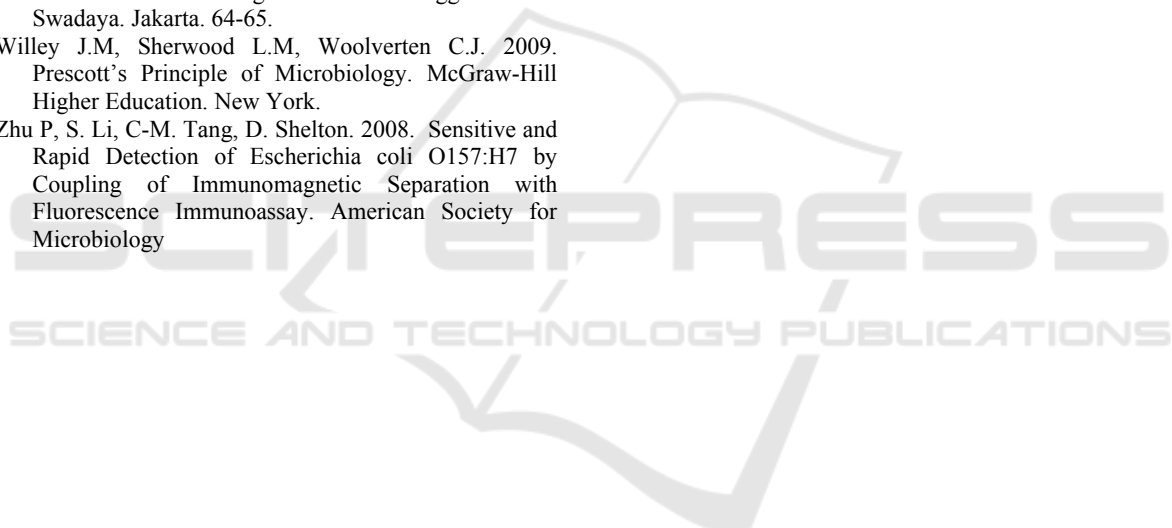 Swadaya. Jakarta. 64-65.
Willey J.M, Sherwood L.M, Woolverten C.J. 2009.
Prescott’s Principle of Microbiology. McGraw-Hill
Higher Education. New York.
Zhu P, S. Li, C-M. Tang, D. Shelton. 2008. Sensitive and
Rapid Detection of Escherichia coli O157:H7 by
Coupling of Immunomagnetic Separation with
Fluorescence Immunoassay. American Society for
Microbiology
SCITEPRESS
SCIENCE AND TECHNOLOGY PUBLICATIONS